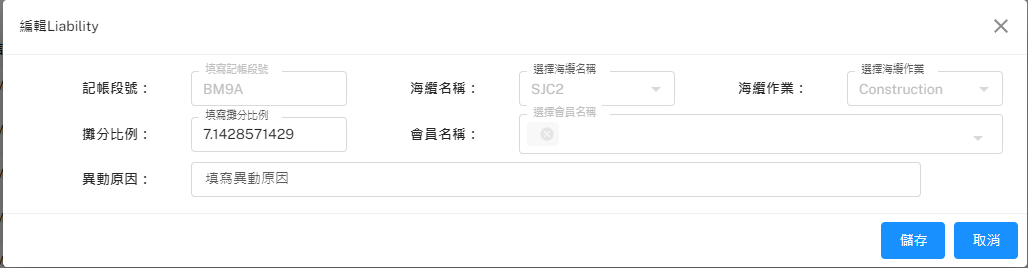 編輯Liability
填寫記帳段號 選擇海纜名稱 選擇海纜作業
記帳段號： BM9A 海纜名稱： SJC2 海纜作業： Construction
填寫攤分比例 選擇會員名稱
攤分比例： 7.1428571429 會員名稱：
異動原因： 填寫異動原因
儲存 取消